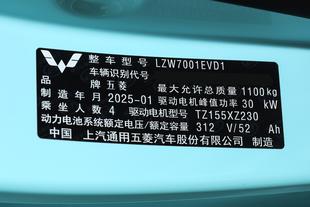 整车型号 LZW7001EVD1
车辆识别代号
品牌 五菱 最大允许总质量 1100kg
制造年月 2025-01 驱动电机峰值功率 30 kW
乘坐人数 4 驱动电机型号 TZ155XZ230
动力电池系统额定电压/额定容量 312 V/52 Ah
中国 上汽通用五菱汽车股份有限公司 制造